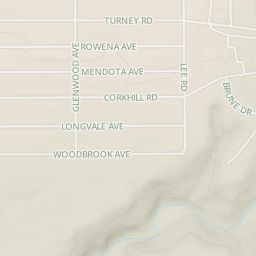 TURNEY RD
ROWENA AVE
MENDOTA AVE
LEE RD
GLENWOOD AVE
BRUNE DR.
CORKHILL RD
LONGVALE AVE
WOODBROOK AVE